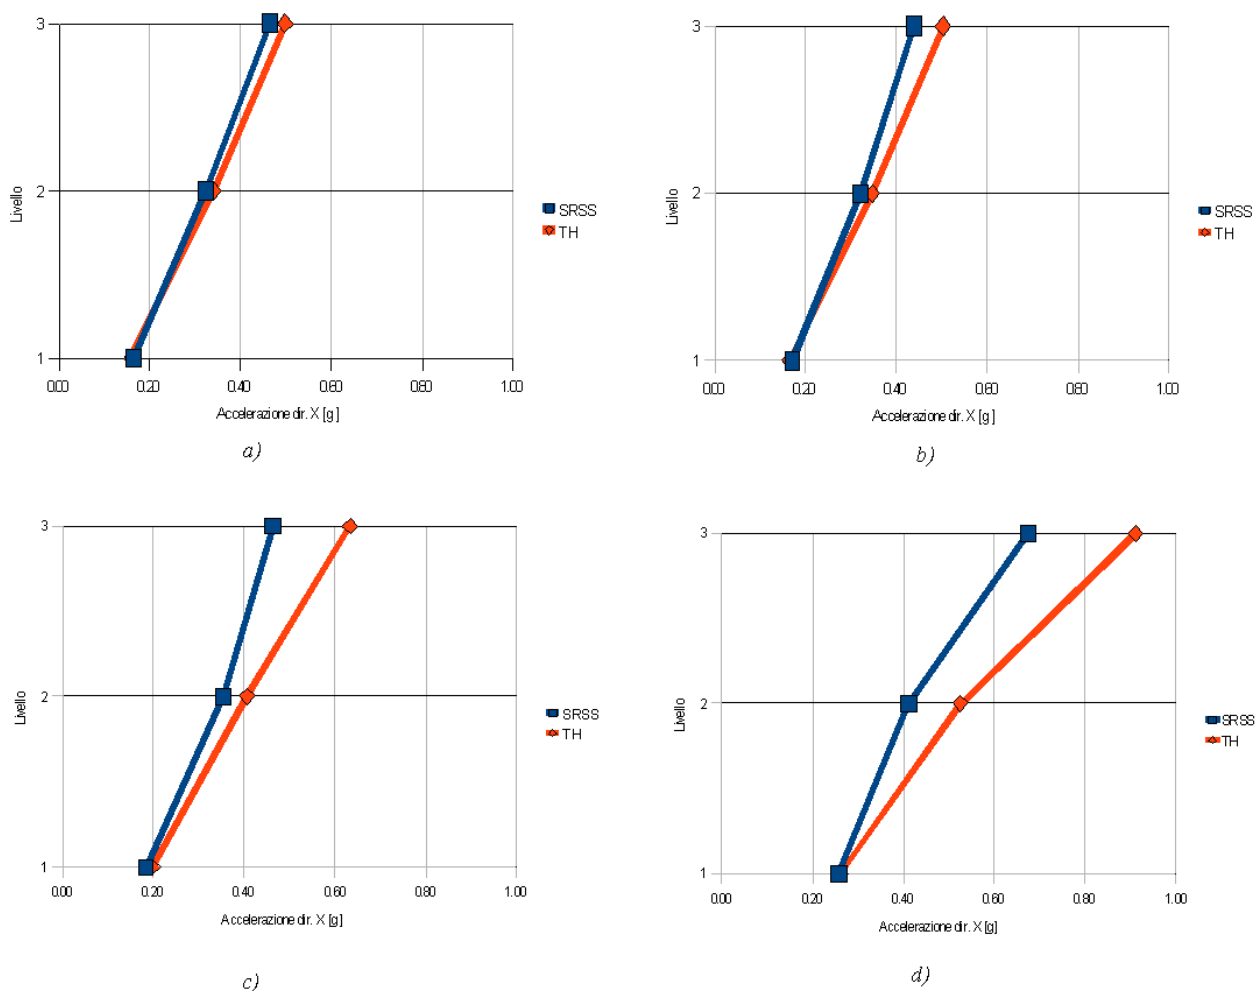 3
2
1
Livello
0.00
0.20
0.40
0.60
0.80
1.00
Accelerazione dir. X [g]
SRSS
TH
a)
3
2
1
Livello
0.00
0.20
0.40
0.60
0.80
1.00
Accelerazione dir. X [g]
SRSS
TH
b)
3
2
1
Livello
0.00
0.20
0.40
0.60
0.80
1.00
Accelerazione dir. X [g]
SRSS
TH
c)
3
2
1
Livello
0.00
0.20
0.40
0.60
0.80
1.00
Accelerazione dir. X [g]
SRSS
TH
d)